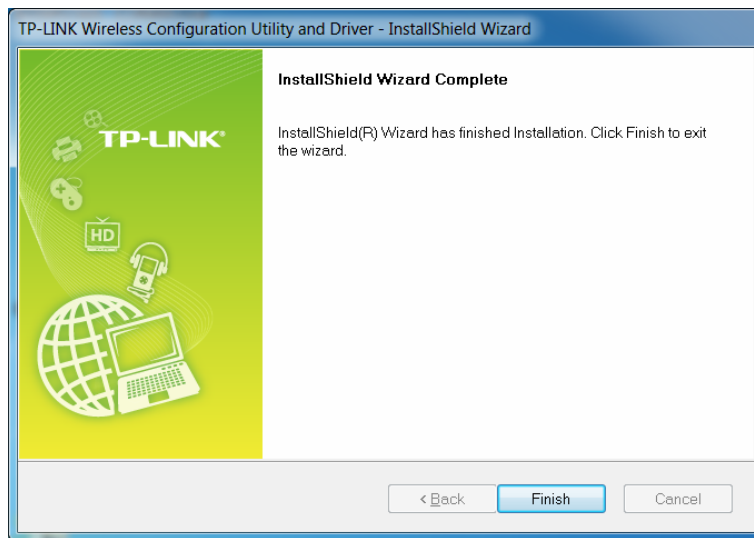 TP-LINK Wireless Configuration Utility and Driver - InstallShield Wizard
TP-LINK®
HD
InstallShield Wizard Complete
InstallShield(R) Wizard has finished Installation. Click Finish to exit
the wizard.
< Back
Finish
Cancel